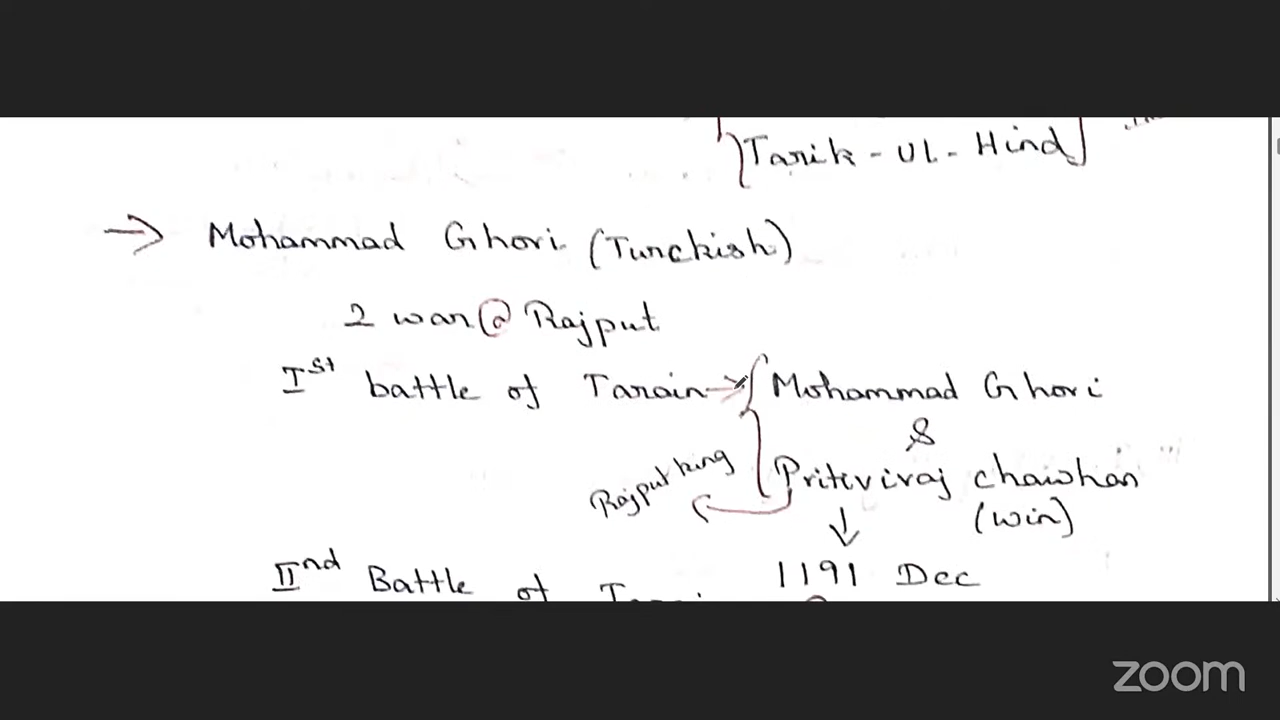 Tarik - Ul - Hind
→ Mohammad Ghori (Turckish)
2 war @ Rajput
Ist battle of Tarain → Mohammad Ghori
&
Rajput king Pritviraj chawhan
(win)
↓
1191 Dec
IInd Battle of
zoom